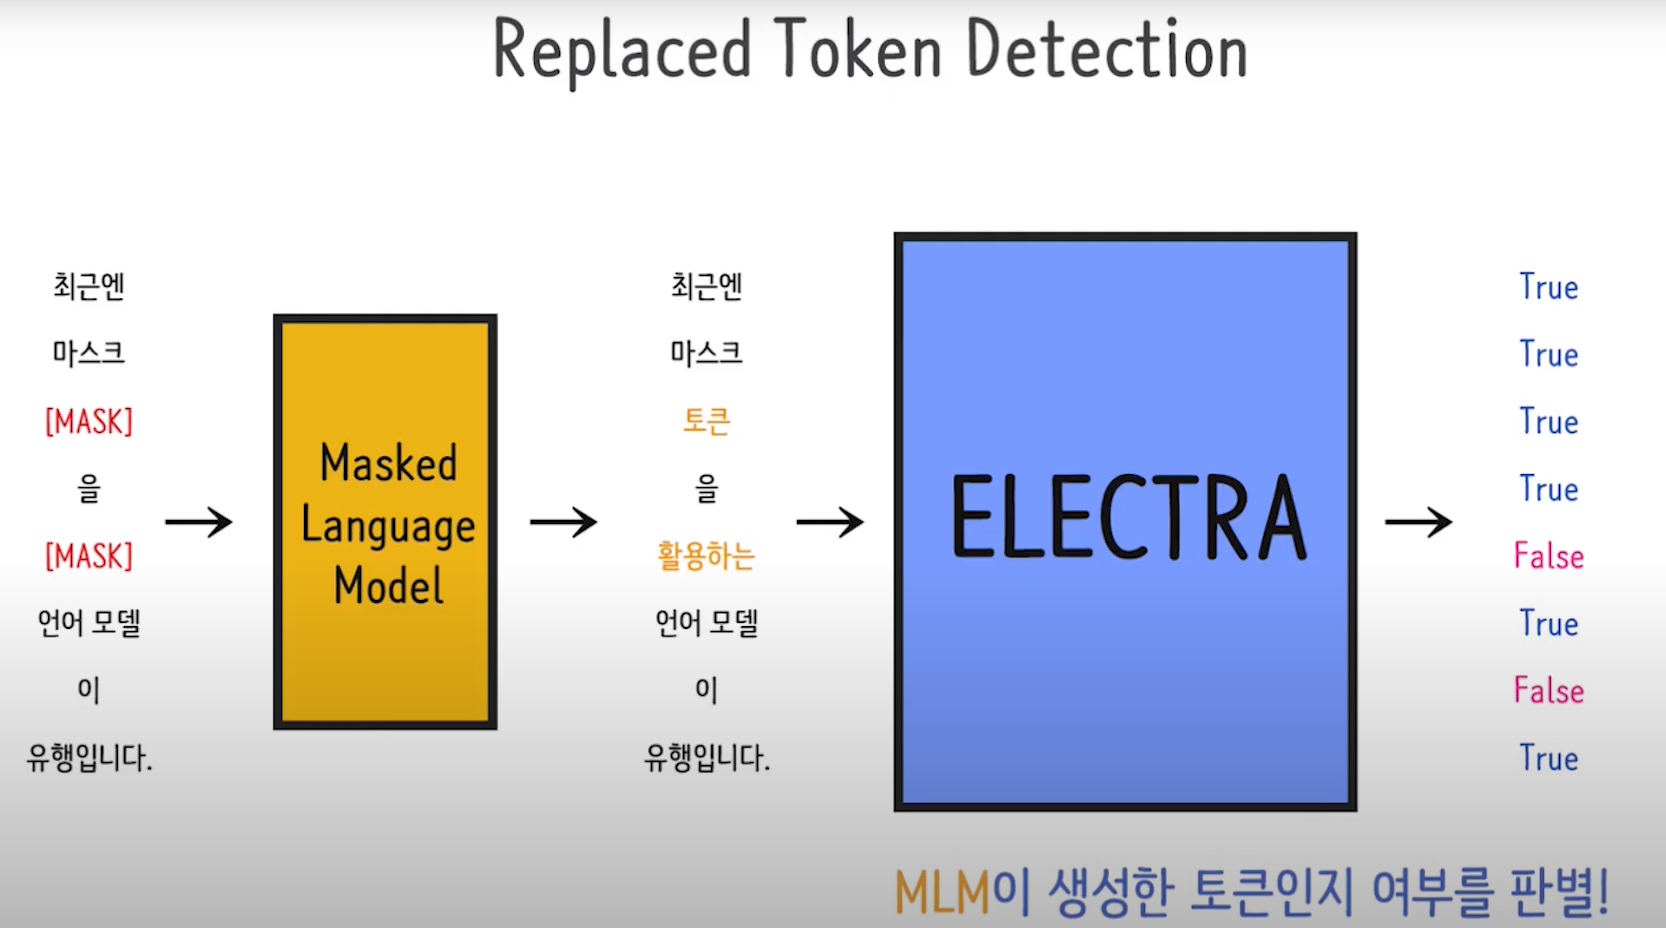 Replaced Token Detection
최근엔
마스크
[MASK]
을
[MASK]
언어 모델
이
유행입니다.
Masked
Language
Model
최근엔
마스크
토큰
을
활용하는
언어 모델
이
유행입니다.
ELECTRA
True
True
True
True
False
True
False
True
MLM이 생성한 토큰인지 여부를 판별!